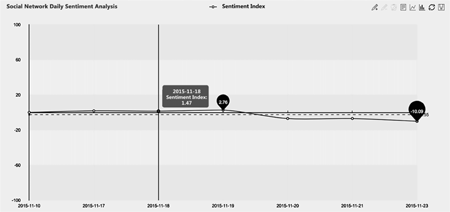 Social Network Daily Sentiment Analysis
Sentiment Index
100
60
20
-20
-60
-100
2015-11-18
Sentiment Index:
1.47
2.76
-10.09
2015-11-10 2015-11-17 2015-11-18 2015-11-19 2015-11-20 2015-11-21 2015-11-23